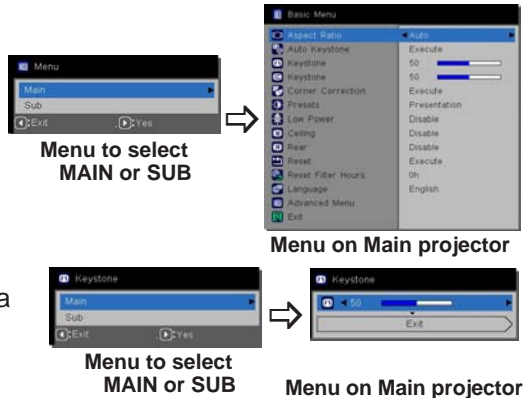 Menu
Main
Sub
Exit Yes
Menu to select
MAIN or SUB
Basic Menu
Aspect Ratio Auto
Auto Keystone Execute
Keystone 50
Keystone 50
Corner Correction Execute
Presets Presentation
Low Power Disable
Ceiling Disable
Rear Disable
Reset Execute
Reset Filter Hours 0h
Language English
Advanced Menu
Exit
Menu on Main projector
a
Keystone
Main
Sub
Exit Yes
Menu to select
MAIN or SUB
Keystone
50
Exit
Menu on Main projector